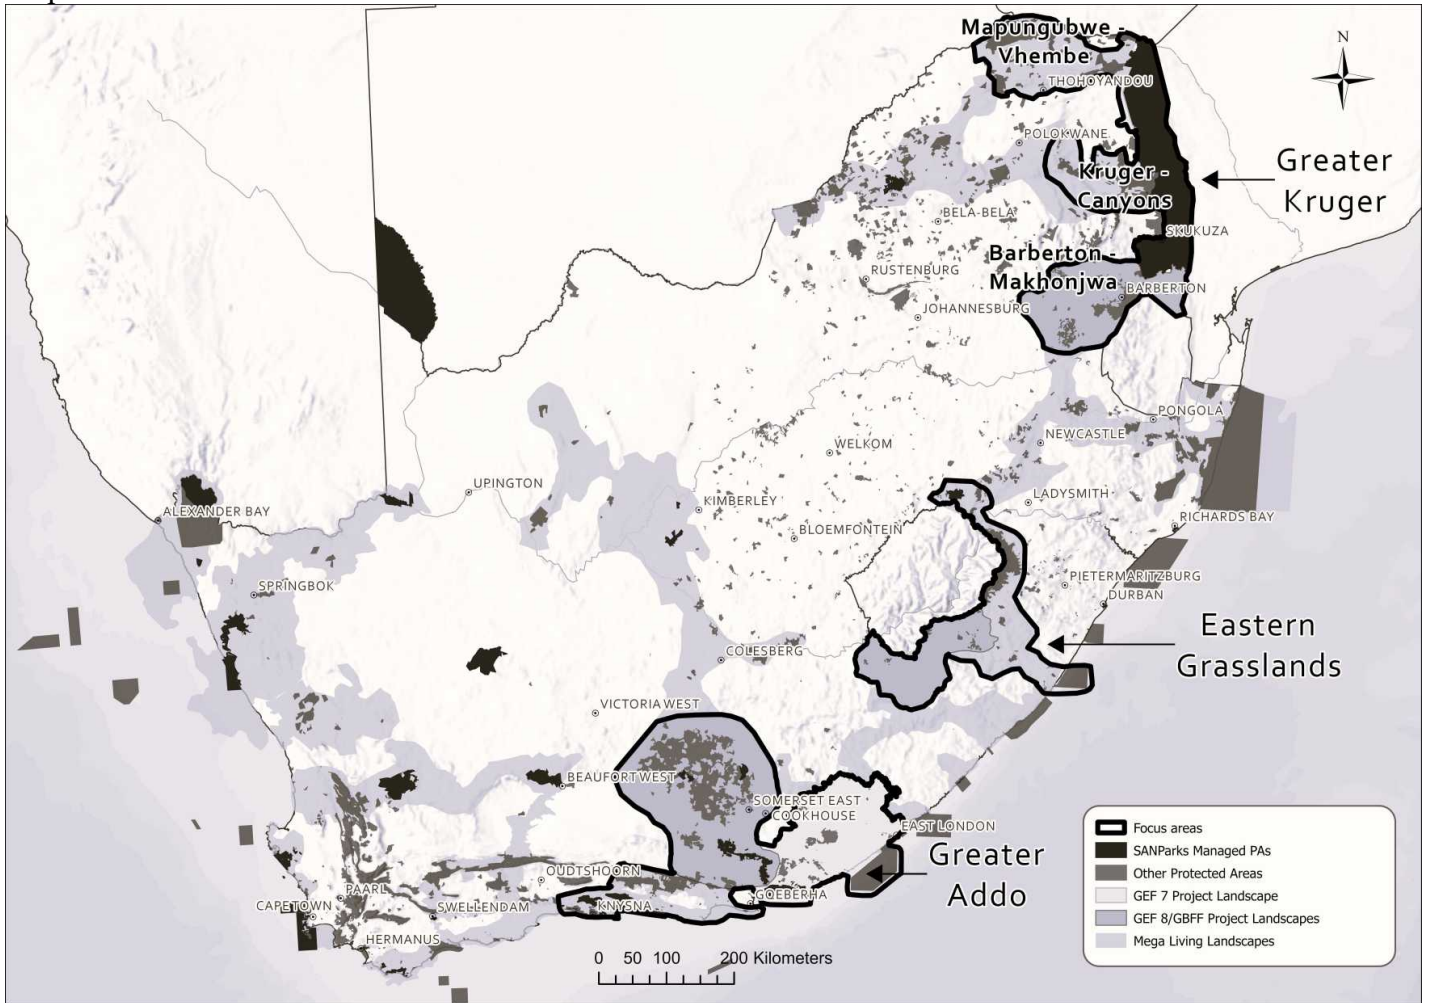 Mapungubwe -
Vhembe
N
THOHOYANDOU
POLOKWANE
Kruger -
Canyons
Greater
Kruger
BELA-BELA
SKUKUZA
Barberton -
Makhonjwa
RUSTENBURG
BARBERTON
JOHANNESBURG
PONGOLA
NEWCASTLE
WELKOM
UPINGTON
KIMBERLEY
LADYSMITH
ALEXANDER BAY
RICHARDS BAY
BLOEMFONTEIN
SPRINGBOK
PIETERMARITZBURG
DURBAN
Eastern
Grasslands
COLESBERG
VICTORIA WEST
BEAUFORT WEST
SOMERSET EAST
COOKHOUSE
EAST LONDON
Greater
Addo
OUDTSHOORN
GQEBERHA
PAARL
CAPE TOWN
SWELLENDAM
KNYSNA
HERMANUS
0 50 100 200 Kilometers
Focus areas
SANParks Managed PAs
Other Protected Areas
GEF 7 Project Landscape
GEF 8/GBFF Project Landscapes
Mega Living Landscapes